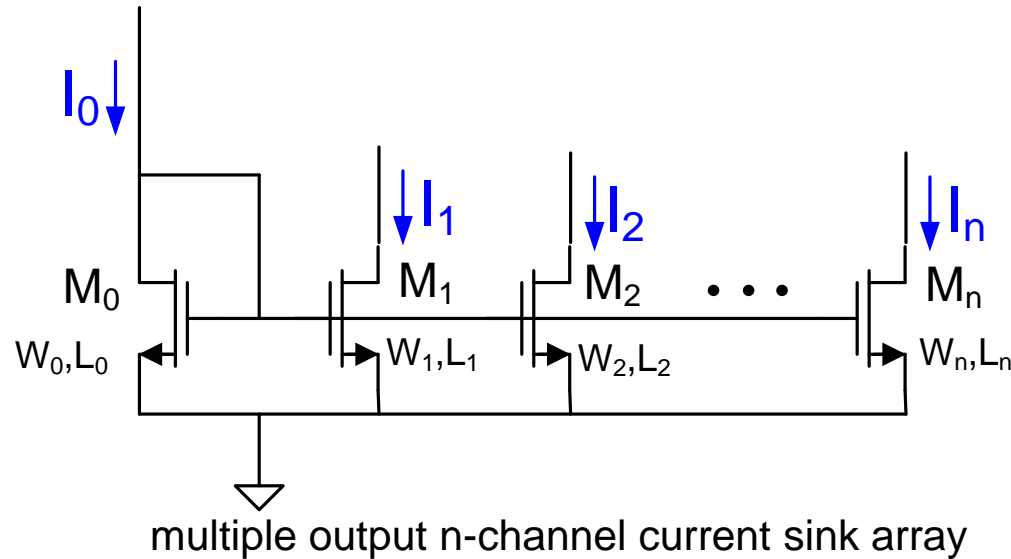 I₀
I₁
I₂
Iₙ
M₀
M₁
M₂
• • •
Mₙ
W₀,L₀
W₁,L₁
W₂,L₂
Wₙ,Lₙ
multiple output n-channel current sink array